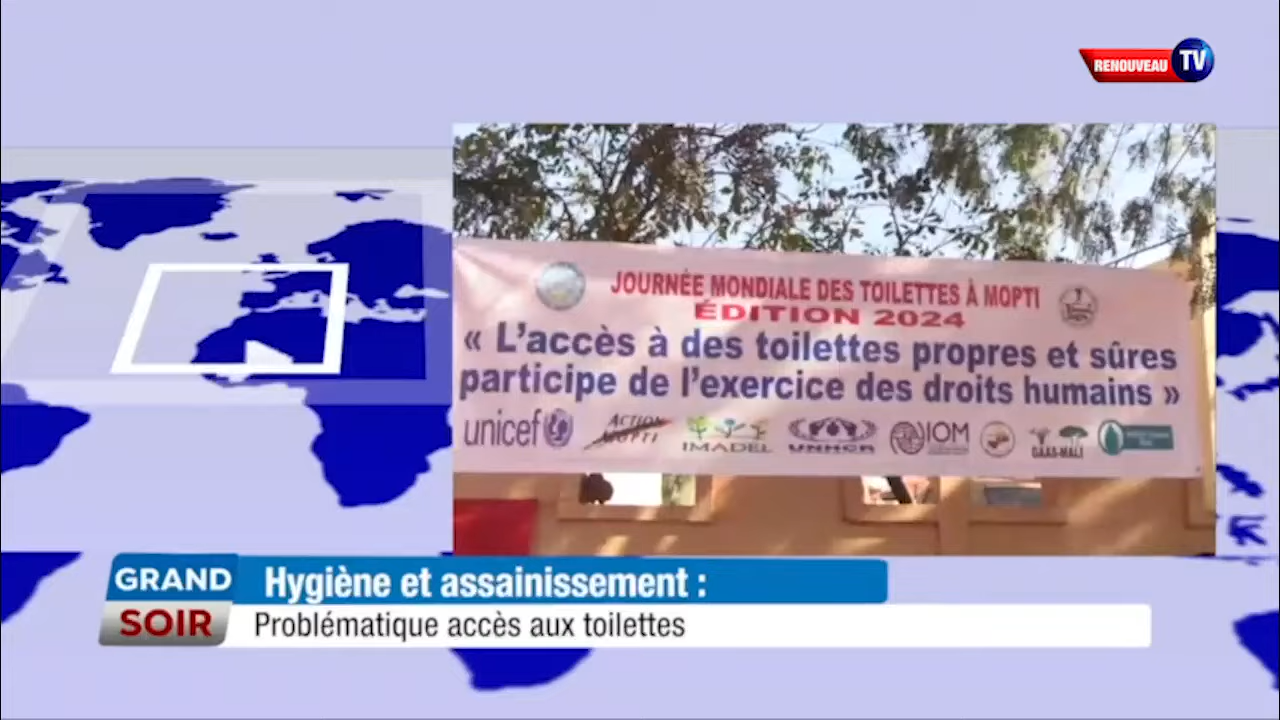 RENOUVEAU TV
JOURNÉE MONDIALE DES TOILETTES À MOPTI
ÉDITION 2024
« L'accès à des toilettes propres et sûres
participe de l'exercice des droits humains »
unicef ACTION MOPTI IMADEL UNHCR IOM GAAS-MALI
GRAND SOIR
Hygiène et assainissement :
Problématique accès aux toilettes